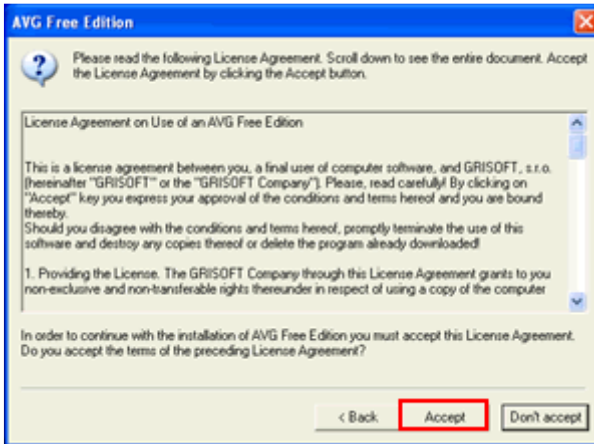 AVG Free Edition
Please read the following License Agreement. Scroll down to see the entire document. Accept
the License Agreement by clicking the Accept button.
License Agreement on Use of an AVG Free Edition
This is a license agreement between you, a final user of computer software, and GRISOFT, s.r.o.
(hereinafter "GRISOFT" or the "GRISOFT Company"). Please, read carefully! By clicking on
"Accept" key you express your approval of the conditions and terms hereof and you are bound
thereby.
Should you disagree with the conditions and terms hereof, promptly terminate the use of this
software and destroy any copies thereof or delete the program already downloaded!
1. Providing the License. The GRISOFT Company through this License Agreement grants to you
non-exclusive and non-transferable rights thereunder in respect of using a copy of the computer
In order to continue with the installation of AVG Free Edition you must accept this License Agreement.
Do you accept the terms of the preceding License Agreement?
< Back Accept Don't accept